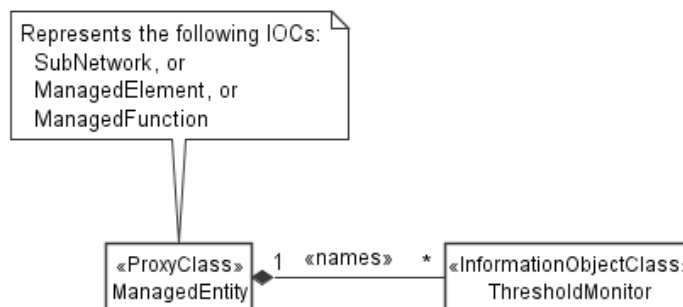 Represents the following IOCs:
SubNetwork, or
ManagedElement, or
ManagedFunction
«ProxyClass» 1 «names» * «InformationObjectClass»
ManagedEntity ThresholdMonitor